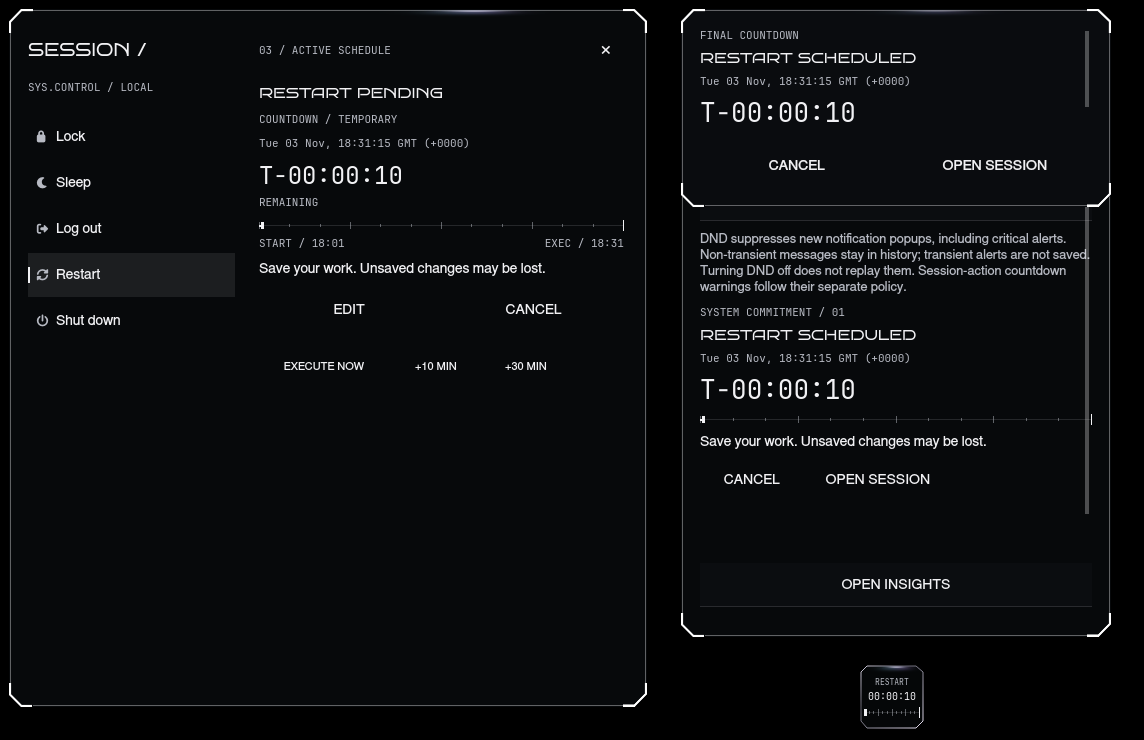 SESSION /
SYS.CONTROL / LOCAL
Lock
Sleep
Log out
Restart
Shut down
03 / ACTIVE SCHEDULE
RESTART PENDING
COUNTDOWN / TEMPORARY
Tue 03 Nov, 18:31:15 GMT (+0000)
T-00:00:10
REMAINING
START / 18:01
EXEC / 18:31
Save your work. Unsaved changes may be lost.
EDIT
CANCEL
EXECUTE NOW
+10 MIN
+30 MIN
FINAL COUNTDOWN
RESTART SCHEDULED
Tue 03 Nov, 18:31:15 GMT (+0000)
T-00:00:10
CANCEL
OPEN SESSION
DND suppresses new notification popups, including critical alerts.
Non-transient messages stay in history; transient alerts are not saved.
Turning DND off does not replay them. Session-action countdown
warnings follow their separate policy.
SYSTEM COMMITMENT / 01
RESTART SCHEDULED
Tue 03 Nov, 18:31:15 GMT (+0000)
T-00:00:10
Save your work. Unsaved changes may be lost.
CANCEL
OPEN SESSION
OPEN INSIGHTS
RESTART
00:00:10